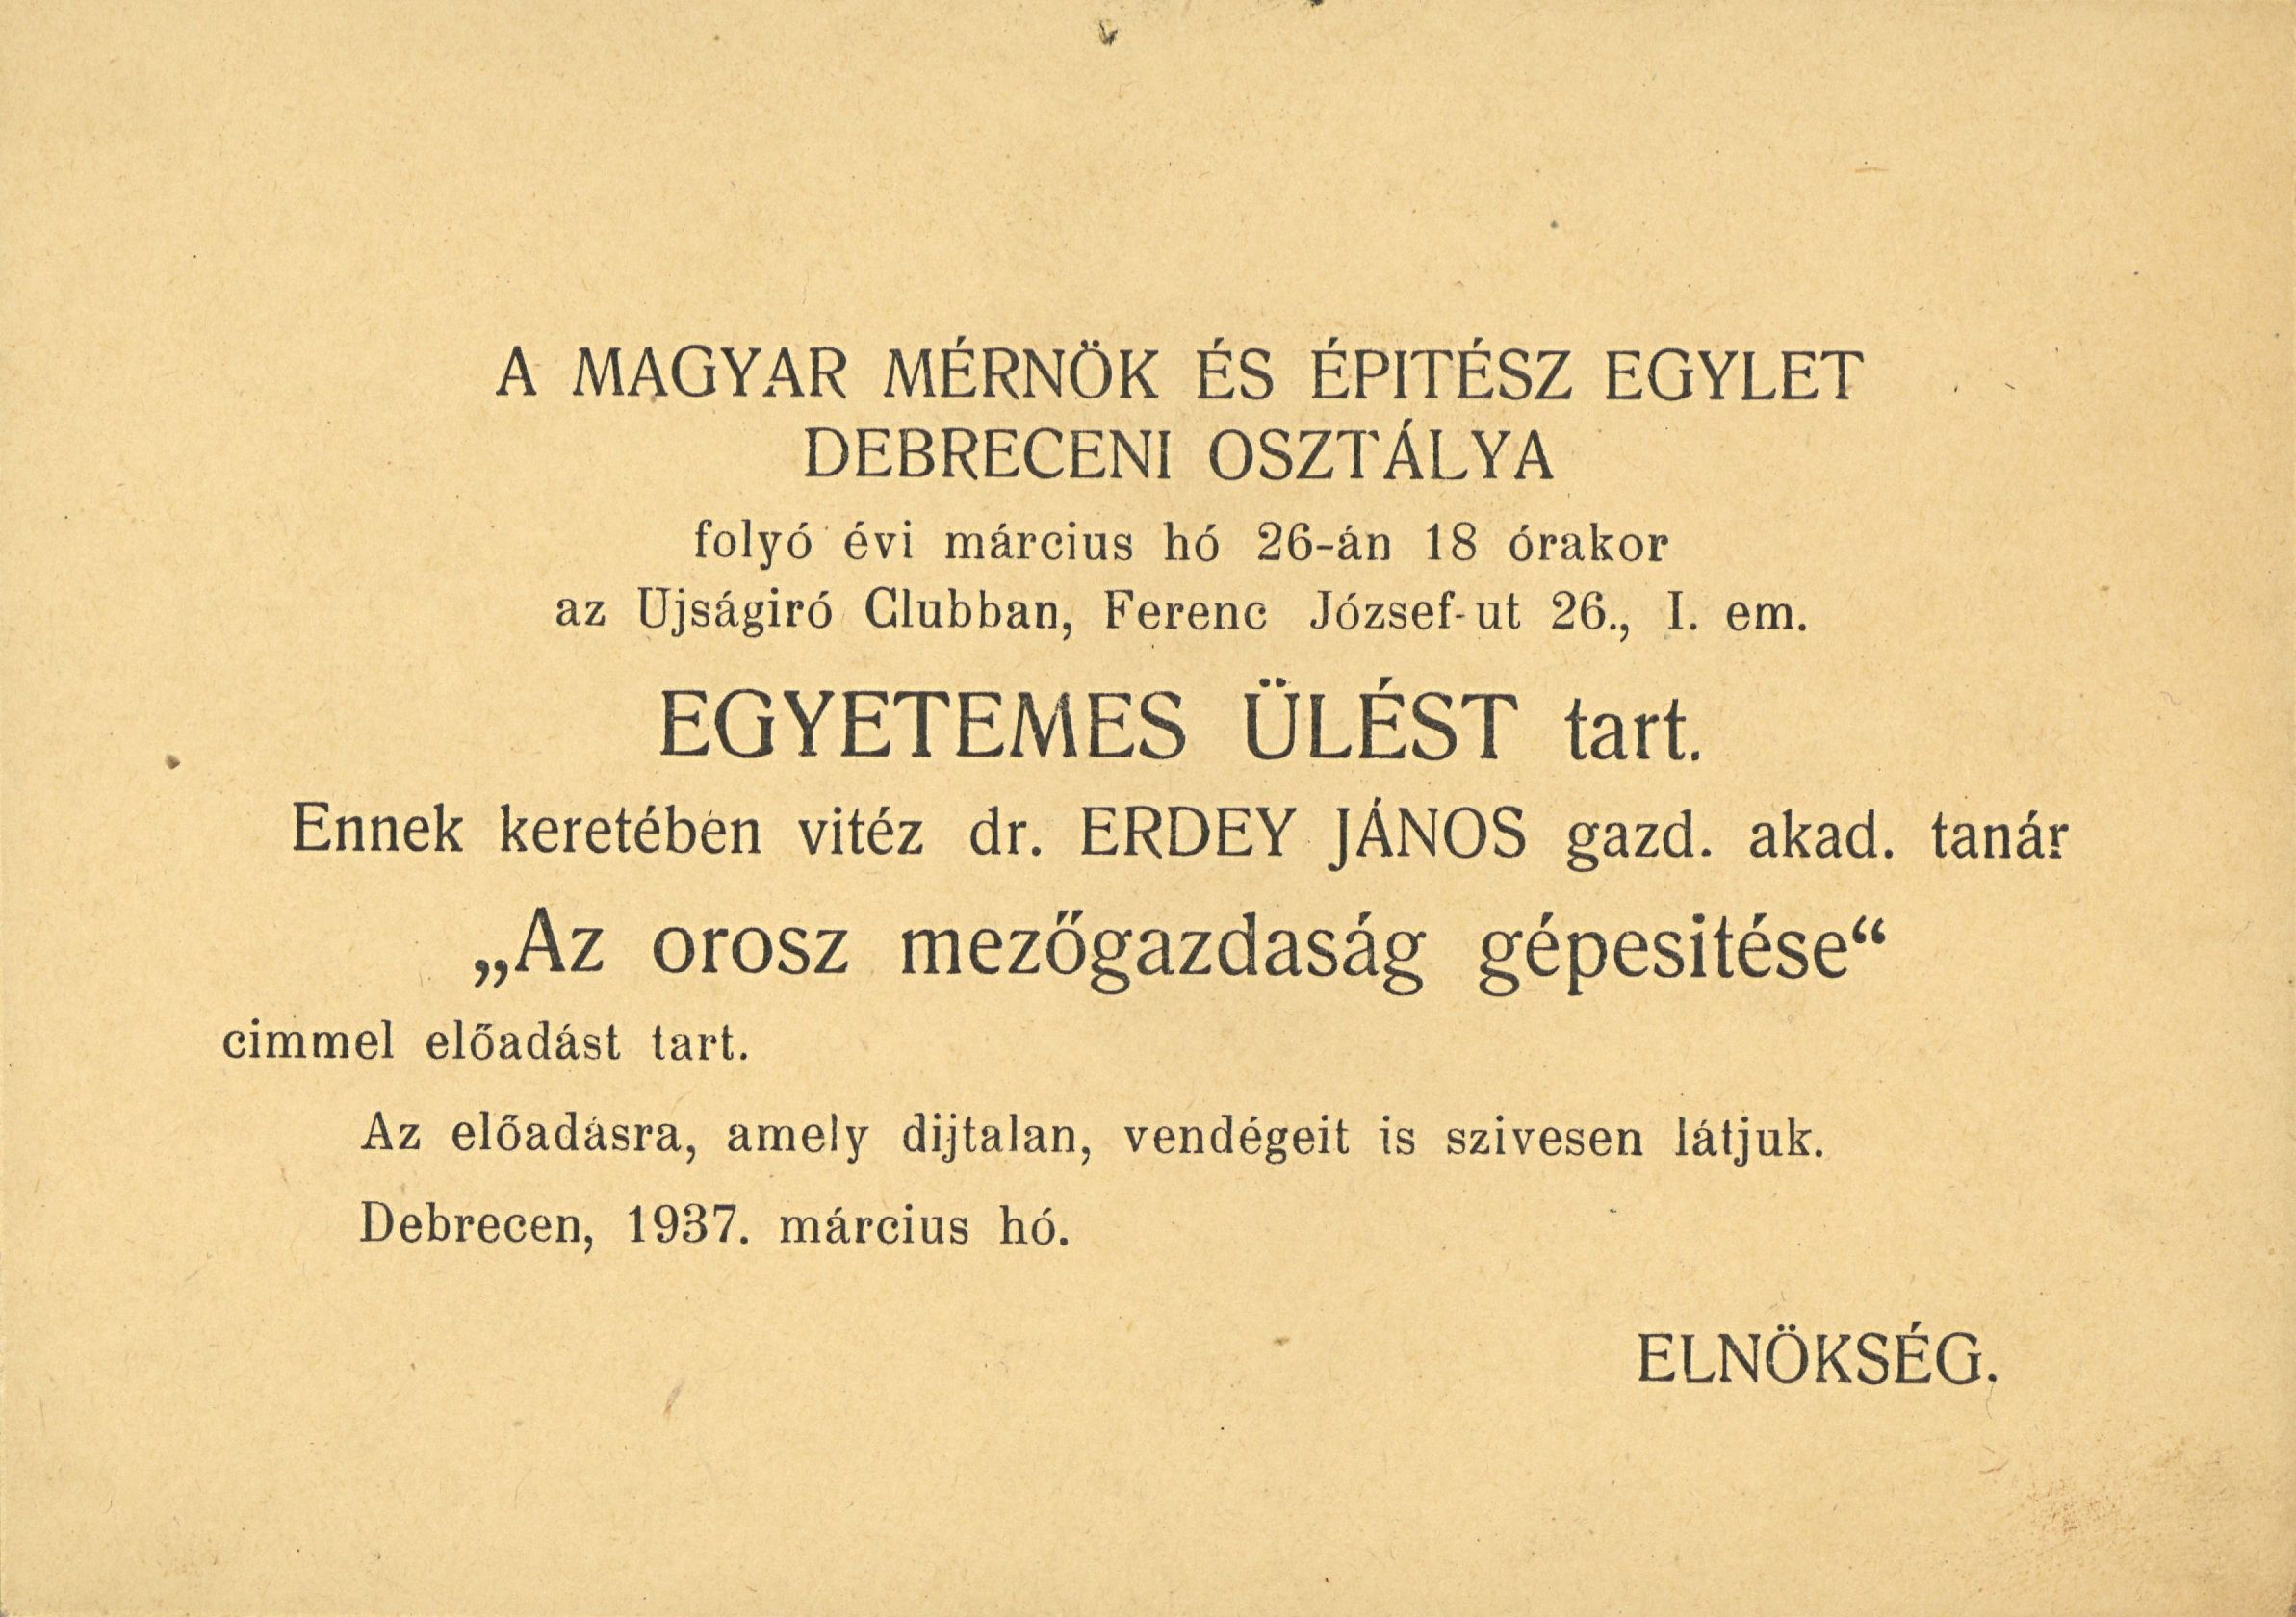 A MAGYAR MÉRNÖK ÉS ÉPITÉSZ EGYLET
DEBRECENI OSZTÁLYA
folyó évi március hó 26-án 18 órakor
az Ujságiró Clubban, Ferenc József-ut 26., I. em.
EGYETEMES ÜLÉST tart.
Ennek keretében vitéz dr. ERDEY JÁNOS gazd. akad. tanár
„Az orosz mezőgazdaság gépesitése“
cimmel előadást tart.
Az előadásra, amely dijtalan, vendégeit is szivesen látjuk.
Debrecen, 1937. március hó.
ELNÖKSÉG.